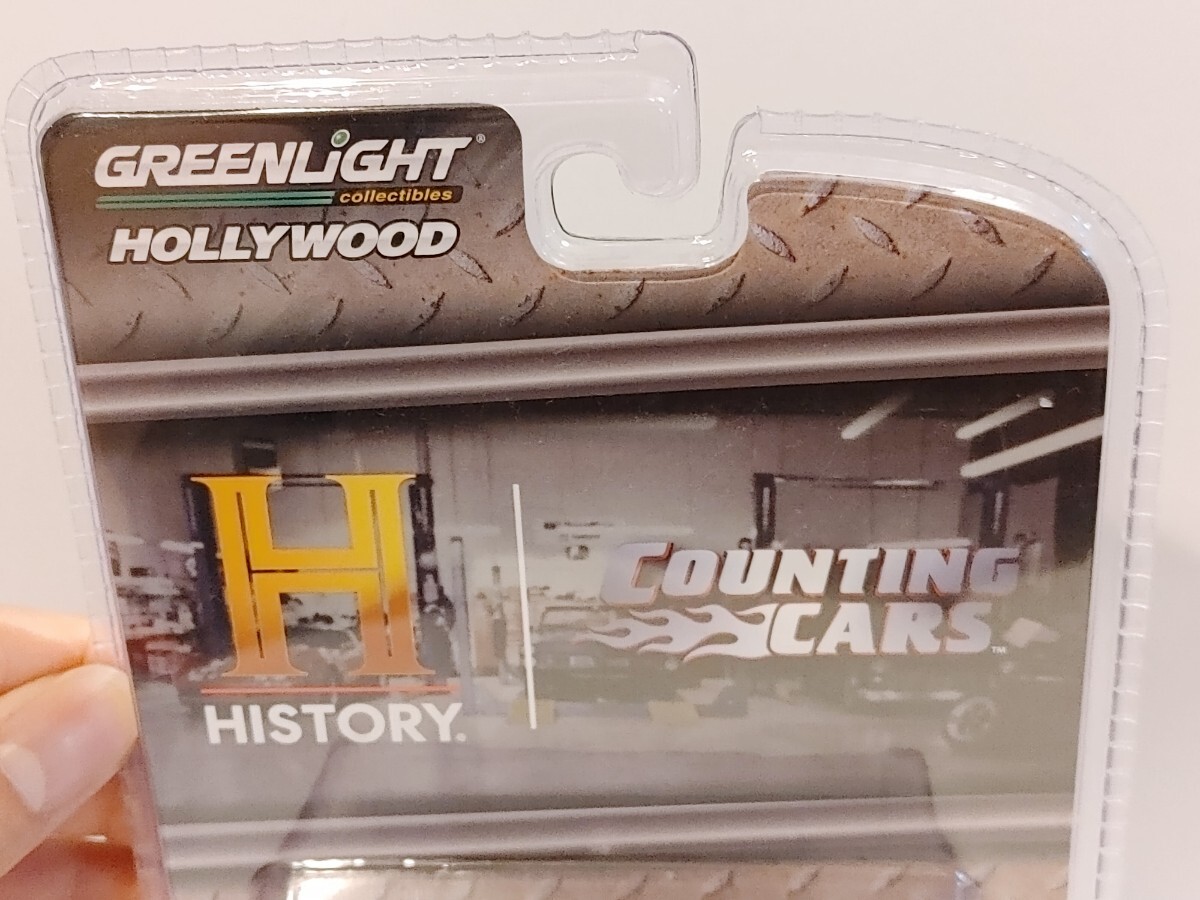 GREENLiGHT®
collectibles
HOLLYWOOD
H
HISTORY.
COUNTING
CARS™